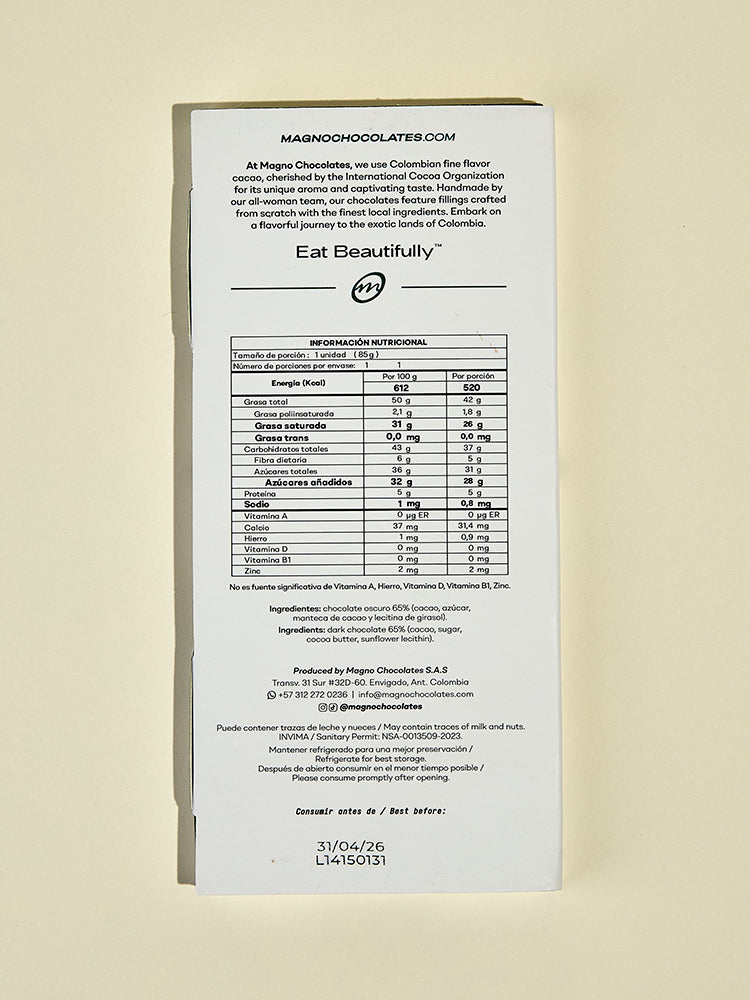 MAGNOCHOCOLATES.COM
At Magno Chocolates, we use Colombian fine flavor
cacao, cherished by the International Cocoa Organization
for its unique aroma and captivating taste. Handmade by
our all-woman team, our chocolates feature fillings crafted
from scratch with the finest local ingredients. Embark on
a flavorful journey to the exotic lands of Colombia.
Eat Beautifully™
m
INFORMACIÓN NUTRICIONAL
Tamaño de porción: 1 unidad (85g)
Número de porciones por envase: 1 1
Energía (Kcal) Por 100 g Por porción
612 520
Grasa total 50 g 42 g
Grasa poliinsaturada 2,1 g 1,8 g
Grasa saturada 31 g 26 g
Grasa trans 0,0 mg 0,0 mg
Carbohidratos totales 43 g 37 g
Fibra dietaria 6 g 5 g
Azúcares totales 36 g 31 g
Azúcares añadidos 32 g 28 g
Proteína 5 g 5 g
Sodio 1 mg 0,8 mg
Vitamina A 0 µg ER 0 µg ER
Calcio 37 mg 31,4 mg
Hierro 1 mg 0,9 mg
Vitamina D 0 mg 0 mg
Vitamina B1 0 mg 0 mg
Zinc 2 mg 2 mg
No es fuente significativa de Vitamina A, Hierro, Vitamina D, Vitamina B1, Zinc.
Ingredientes: chocolate oscuro 65% (cacao, azúcar,
manteca de cacao y lecitina de girasol).
Ingredients: dark chocolate 65% (cacao, sugar,
cocoa butter, sunflower lecithin).
Produced by Magno Chocolates S.A.S
Transv. 31 Sur #32D-60. Envigado, Ant. Colombia
+57 312 272 0236 | info@magnochocolates.com
@magnochocolates
Puede contener trazas de leche y nueces / May contain traces of milk and nuts.
INVIMA / Sanitary Permit: NSA-0013509-2023.
Mantener refrigerado para una mejor preservación /
Refrigerate for best storage.
Después de abierto consumir en el menor tiempo posible /
Please consume promptly after opening.
Consumir antes de / Best before:
31/04/26
L14150131